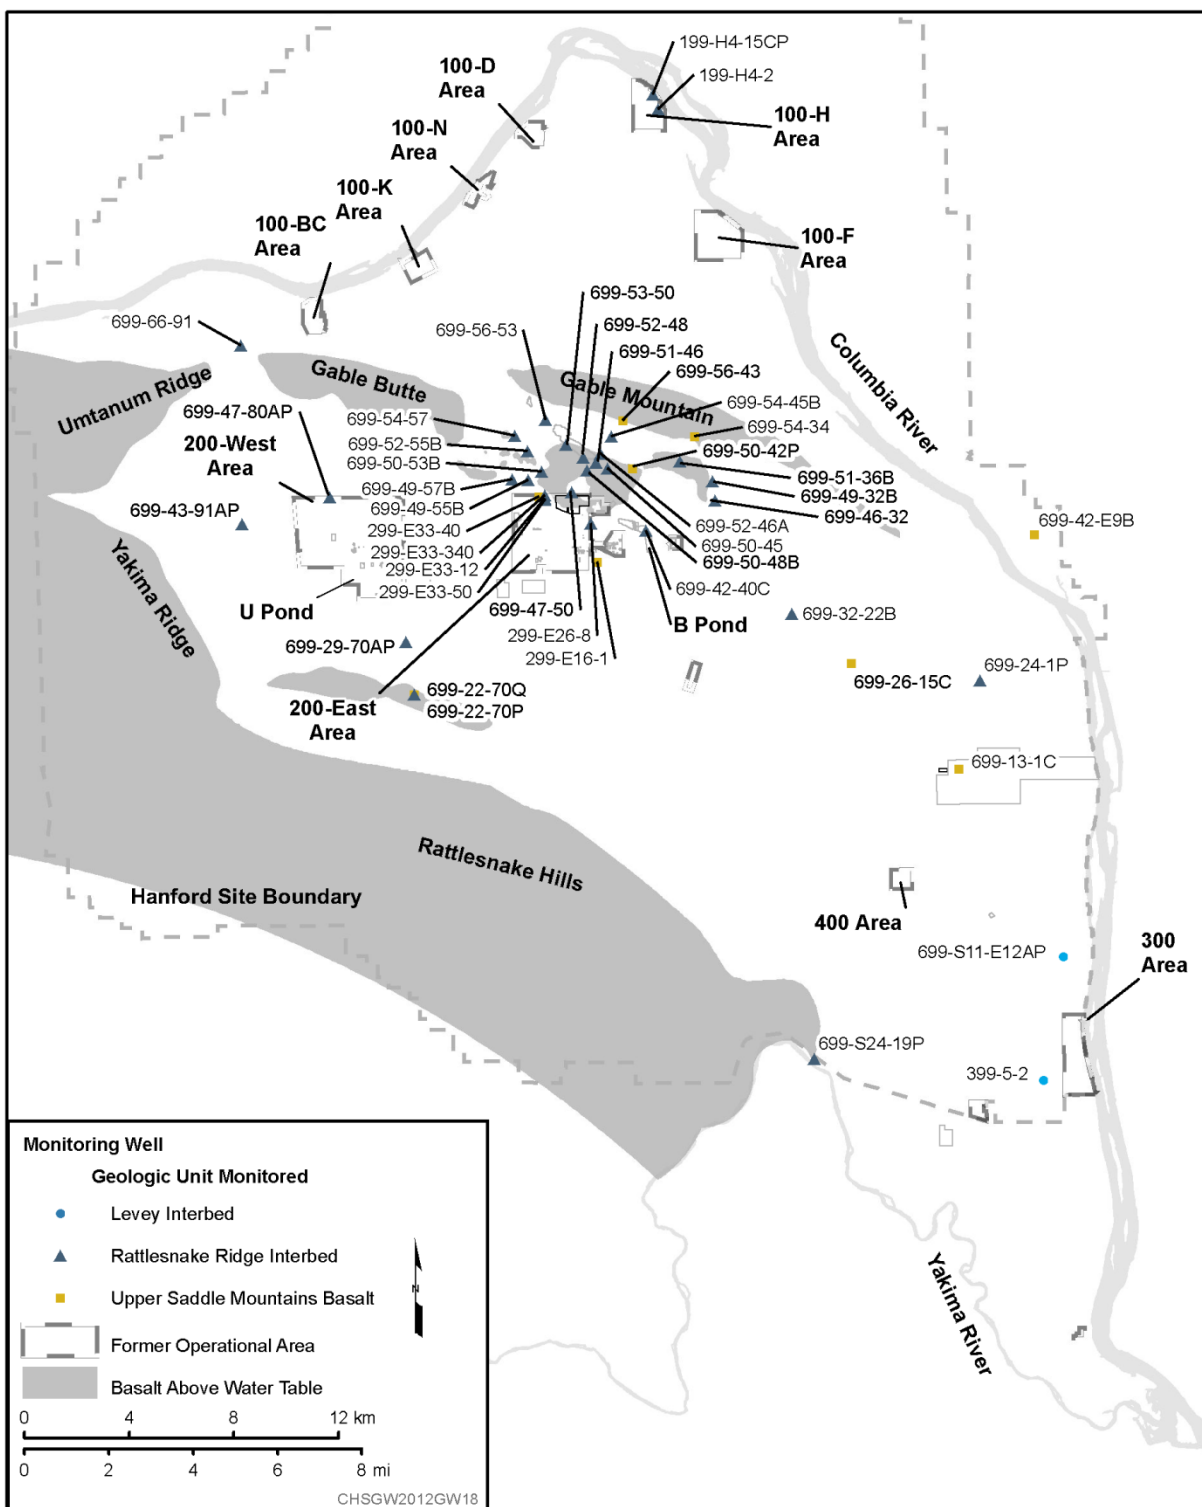 199-H4-15CP
199-H4-2
100-D
Area
100-H
Area
100-N
Area
100-K
Area
100-BC
Area
100-F
Area
699-53-50
699-52-48
699-51-46
699-56-43
699-66-91
699-56-53
Columbia River
Umtanum Ridge
Gable Butte
Gable Mountain
699-54-45B
699-54-34
699-50-42P
699-47-80AP
699-54-57
699-52-55B
699-50-53B
200-West
Area
699-49-57B
699-49-55B
699-51-36B
699-49-32B
699-46-32
699-43-91AP
299-E33-40
299-E33-340
299-E33-12
299-E33-50
699-52-46A
699-50-45
699-50-48B
699-42-40C
699-42-E9B
Yakima Ridge
U Pond
699-47-50
299-E26-8
299-E16-1
B Pond
699-32-22B
699-29-70AP
699-24-1P
699-26-15C
699-22-70Q
699-22-70P
200-East
Area
699-13-1C
Rattlesnake Hills
Hanford Site Boundary
400 Area
699-S11-E12AP
300
Area
699-S24-19P
399-5-2
Yakima River
Monitoring Well
Geologic Unit Monitored
Levey Interbed
Rattlesnake Ridge Interbed
Upper Saddle Mountains Basalt
N
Former Operational Area
Basalt Above Water Table
0 4 8 12 km
0 2 4 6 8 mi
CHSGW2012GW18